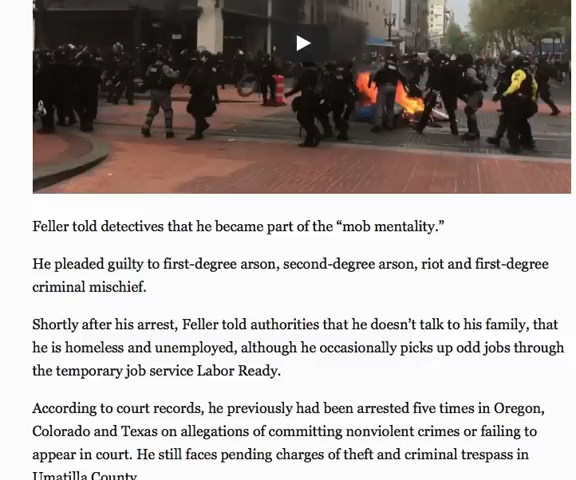 Feller told detectives that he became part of the “mob mentality.”
He pleaded guilty to first-degree arson, second-degree arson, riot and first-degree
criminal mischief.
Shortly after his arrest, Feller told authorities that he doesn’t talk to his family, that
he is homeless and unemployed, although he occasionally picks up odd jobs through
the temporary job service Labor Ready.
According to court records, he previously had been arrested five times in Oregon,
Colorado and Texas on allegations of committing nonviolent crimes or failing to
appear in court. He still faces pending charges of theft and criminal trespass in
Umatilla County.